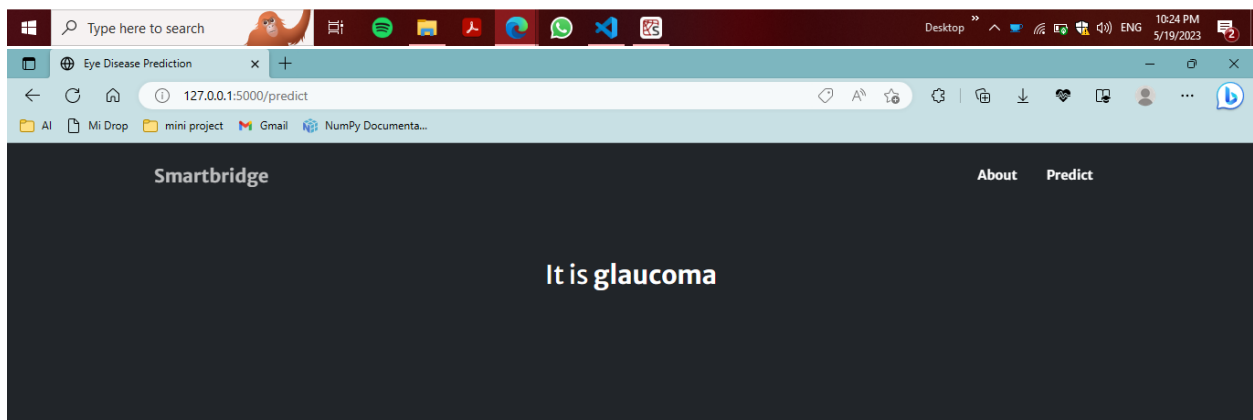 Type here to search
Desktop
ENG
10:24 PM
5/19/2023
2
Eye Disease Prediction
127.0.0.1:5000/predict
AI Mi Drop mini project Gmail NumPy Documenta...
Smartbridge About Predict
It is glaucoma